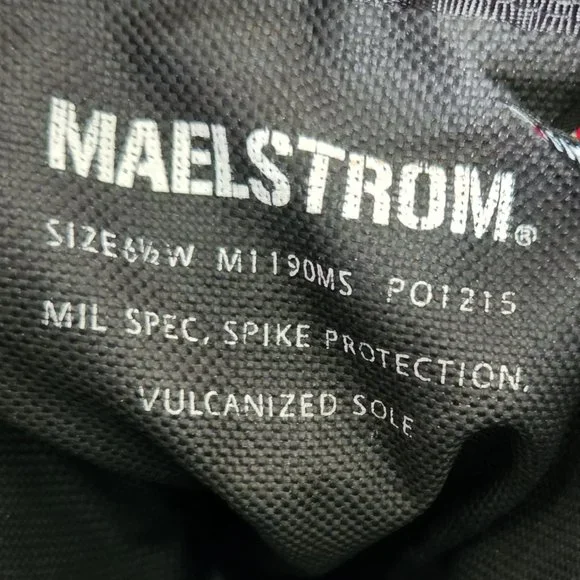 MAELSTROM®
SIZE6½W M1190MS PO1215
MIL SPEC, SPIKE PROTECTION,
VULCANIZED SOLE